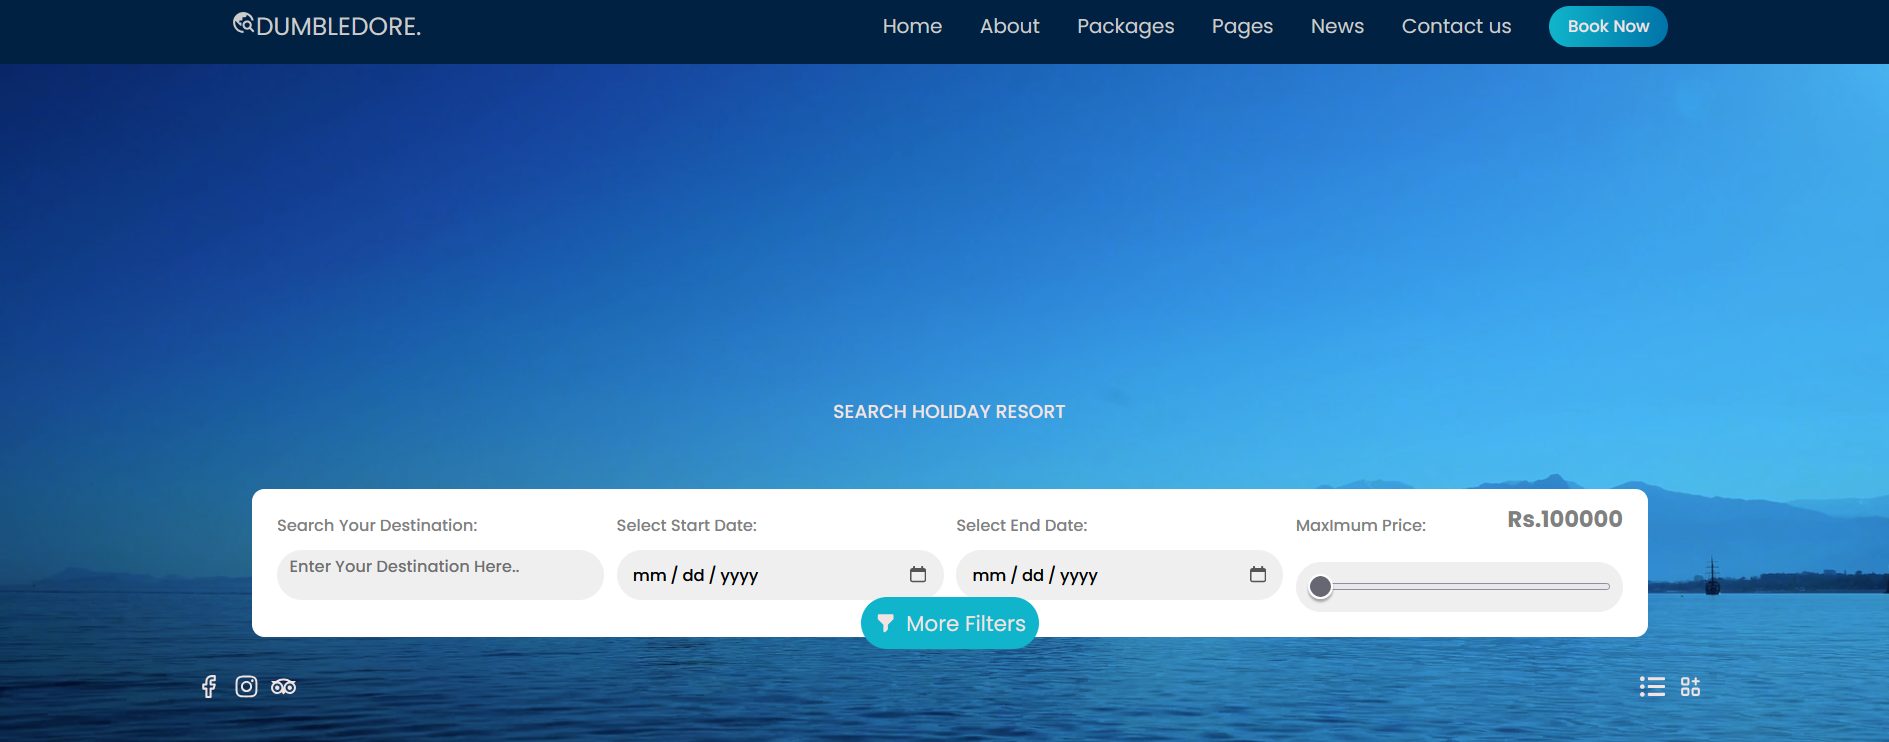 DUMBLEDORE.
Home About Packages Pages News Contact us Book Now
SEARCH HOLIDAY RESORT
Search Your Destination: Select Start Date: Select End Date: MaxImum Price: Rs.100000
Enter Your Destination Here.. mm / dd / yyyy mm / dd / yyyy
More Filters